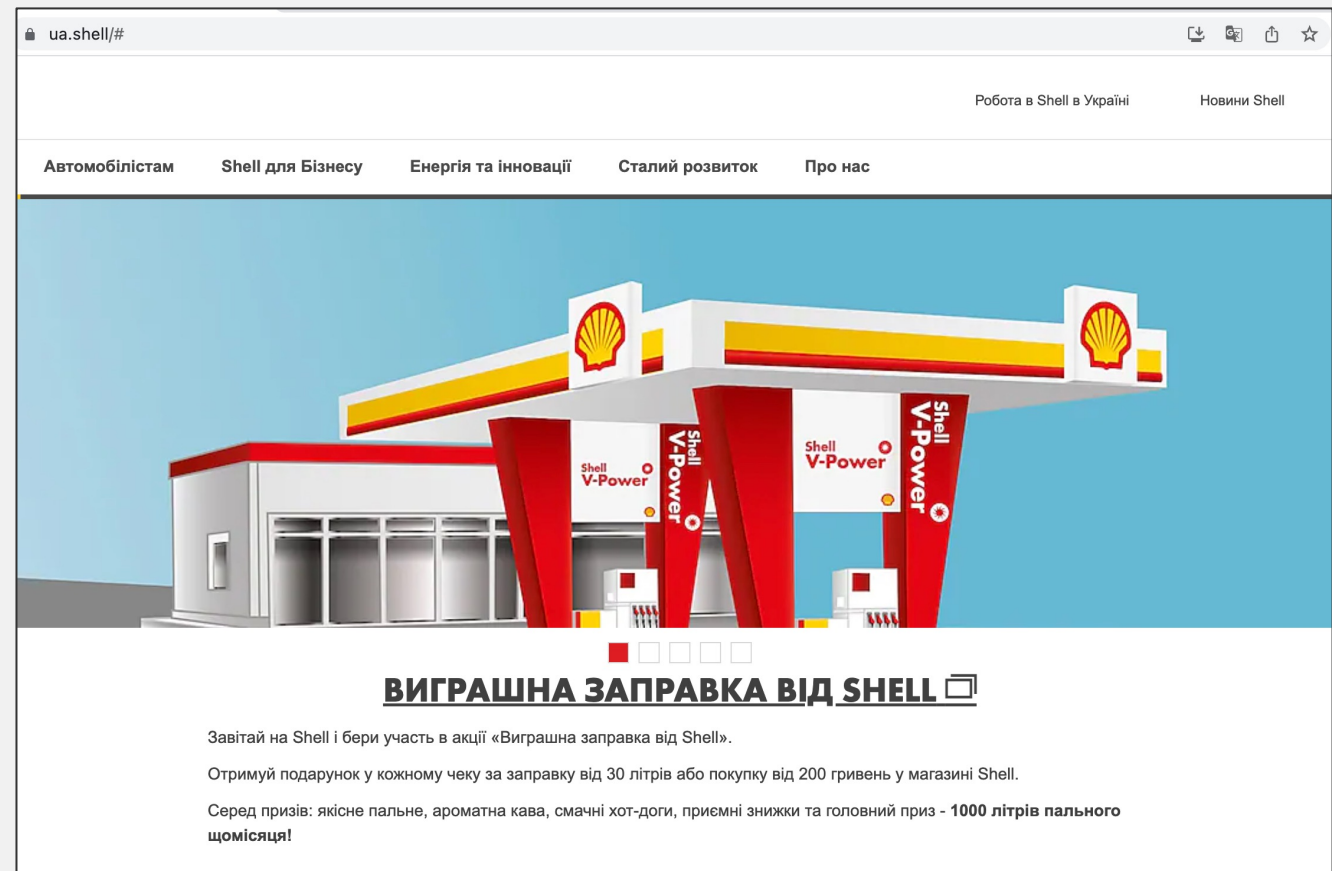 ua.shell/#
Робота в Shell в Україні
Новини Shell
Автомобілістам
Shell для Бізнесу
Енергія та інновації
Сталий розвиток
Про нас
Shell
V-Power
Shell
V-Power
Shell
V-Power
Shell
V-Power
ВИГРАШНА ЗАПРАВКА ВІД SHELL
Завітай на Shell і бери участь в акції «Виграшна заправка від Shell».
Отримуй подарунок у кожному чеку за заправку від 30 літрів або покупку від 200 гривень у магазині Shell.
Серед призів: якісне пальне, ароматна кава, смачні хот-доги, приємні знижки та головний приз - 1000 літрів пального
щомісяця!